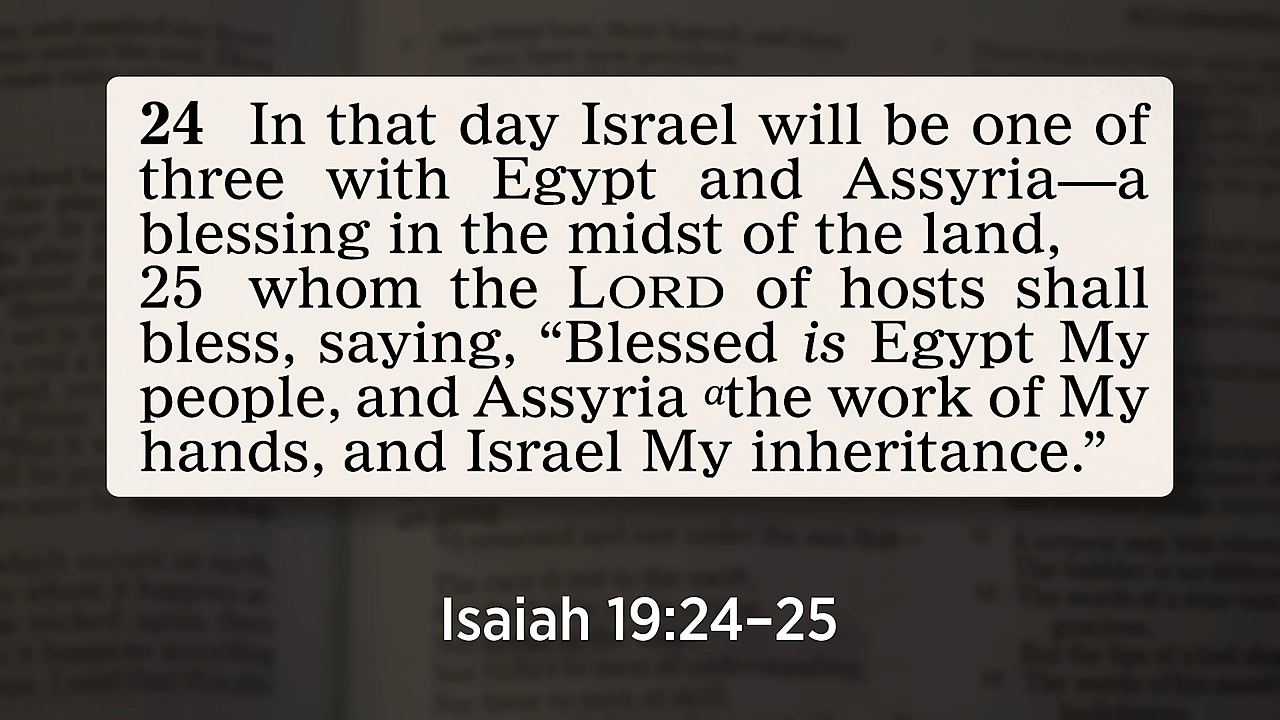 24 In that day Israel will be one of
three with Egypt and Assyria—a
blessing in the midst of the land,
25 whom the LORD of hosts shall
bless, saying, “Blessed is Egypt My
people, and Assyria athe work of My
hands, and Israel My inheritance.”
Isaiah 19:24–25